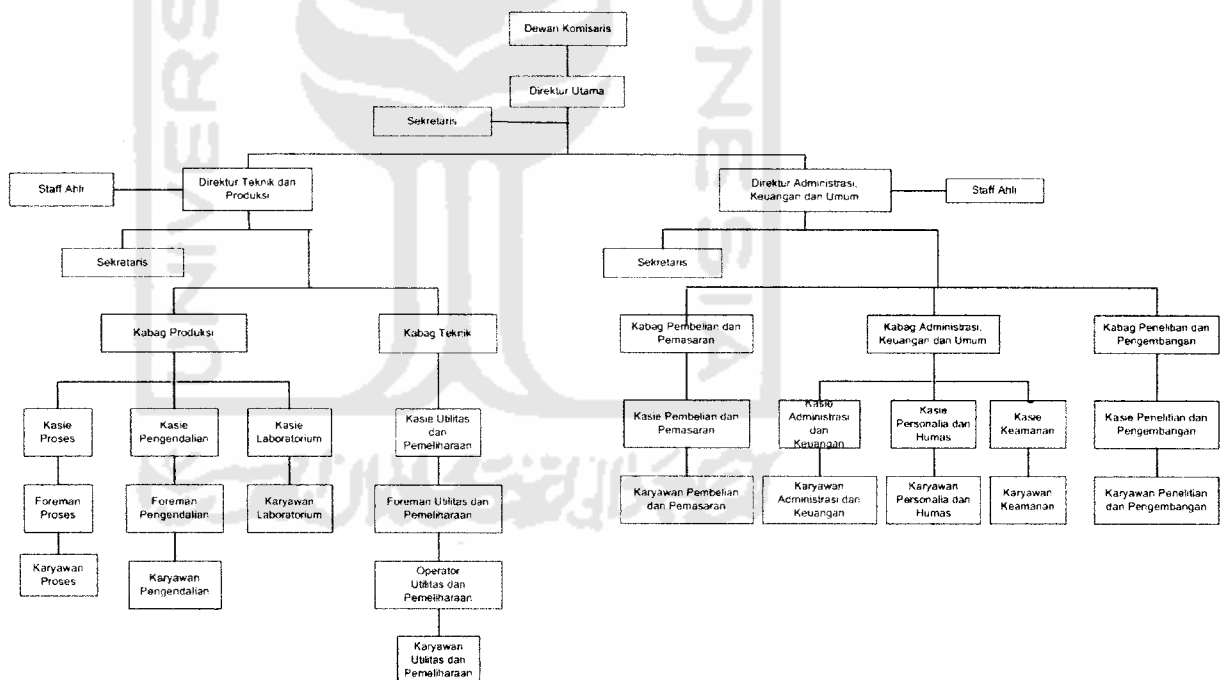 Dewan Komisaris
Direktur Utama
Sekretaris
Staff Ahli
Direktur Teknik dan
Produksi
Direktur Administrasi,
Keuangan dan Umum
Staff Ahli
Sekretaris
Sekretaris
Kabag Produksi
Kabag Teknik
Kabag Pembelian dan
Pemasaran
Kabag Administrasi,
Keuangan dan Umum
Kabag Penelitian dan
Pengembangan
Kasie
Proses
Kasie
Pengendalian
Kasie
Laboratorium
Kasie Utilitas
dan
Pemeliharaan
Kasie Pembelian dan
Pemasaran
Kasie
Administrasi
dan
Keuangan
Kasie
Personalia dan
Humas
Kasie
Keamanan
Kasie Penelitian dan
Pengembangan
Foreman
Proses
Foreman
Pengendalian
Karyawan
Laboratorium
Foreman Utilitas dan
Pemeliharaan
Karyawan Pembelian
dan Pemasaran
Karyawan
Administrasi dan
Keuangan
Karyawan
Personalia dan
Humas
Karyawan
Keamanan
Karyawan Penelitian
dan Pengembangan
Karyawan
Proses
Karyawan
Pengendalian
Operator
Utilitas dan
Pemeliharaan
Karyawan
Utilitas dan
Pemeliharaan
UNIVERS
ONESIA